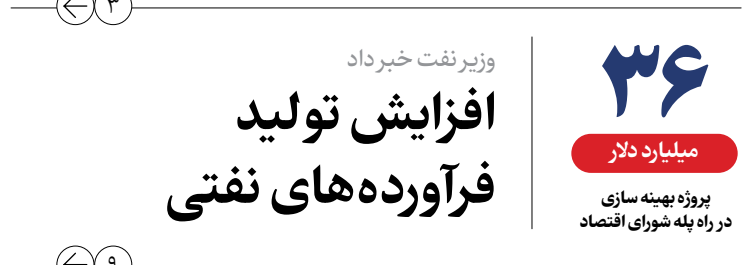 ۳
۳۶
میلیارد دلار
پروژه بهینه سازی
در راه پله شورای اقتصاد
وزیر نفت خبر داد
افزایش تولید
فرآورده‌های نفتی
۹